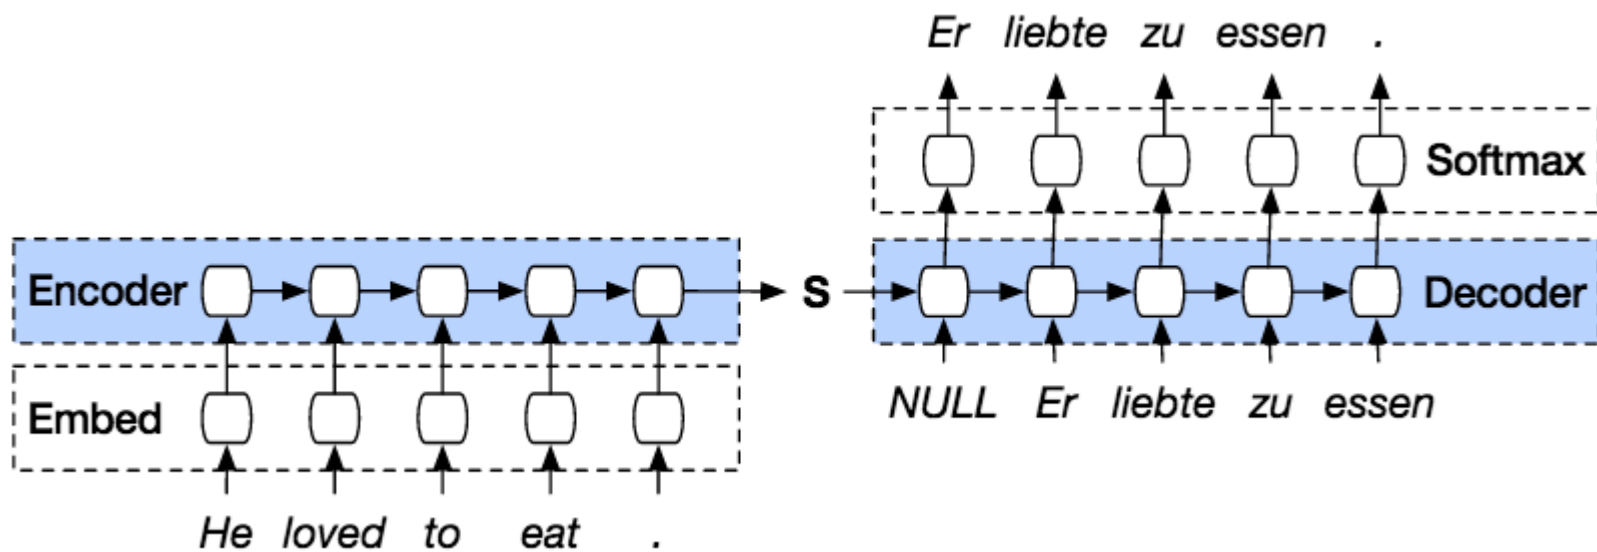 Er liebte zu essen .
Softmax
Encoder
S
Decoder
Embed
NULL Er liebte zu essen
He loved to eat .